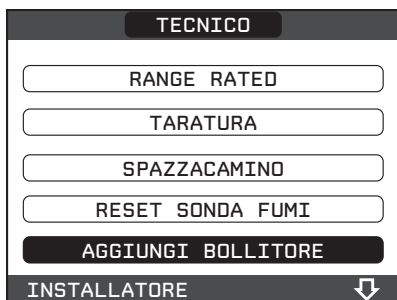 TECNICO
RANGE RATED
TARATURA
SPAZZACAMINO
RESET SONDA FUMI
AGGIUNGI BOLLITORE
INSTALLATORE